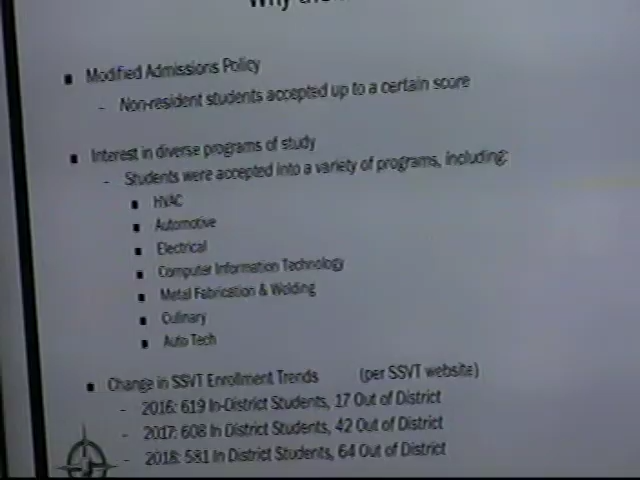 Why
Modified Admissions Policy
- Non-resident students accepted up to a certain score
Interest in diverse programs of study
- Students were accepted into a variety of programs, including:
HVAC
Automotive
Electrical
Computer Information Technology
Metal Fabrication & Welding
Culinary
Auto Tech
Change in SSVT Enrollment Trends (per SSVT website)
- 2016: 619 In-District Students, 17 Out of District
- 2017: 608 In District Students, 42 Out of District
- 2018: 581 In District Students, 64 Out of District